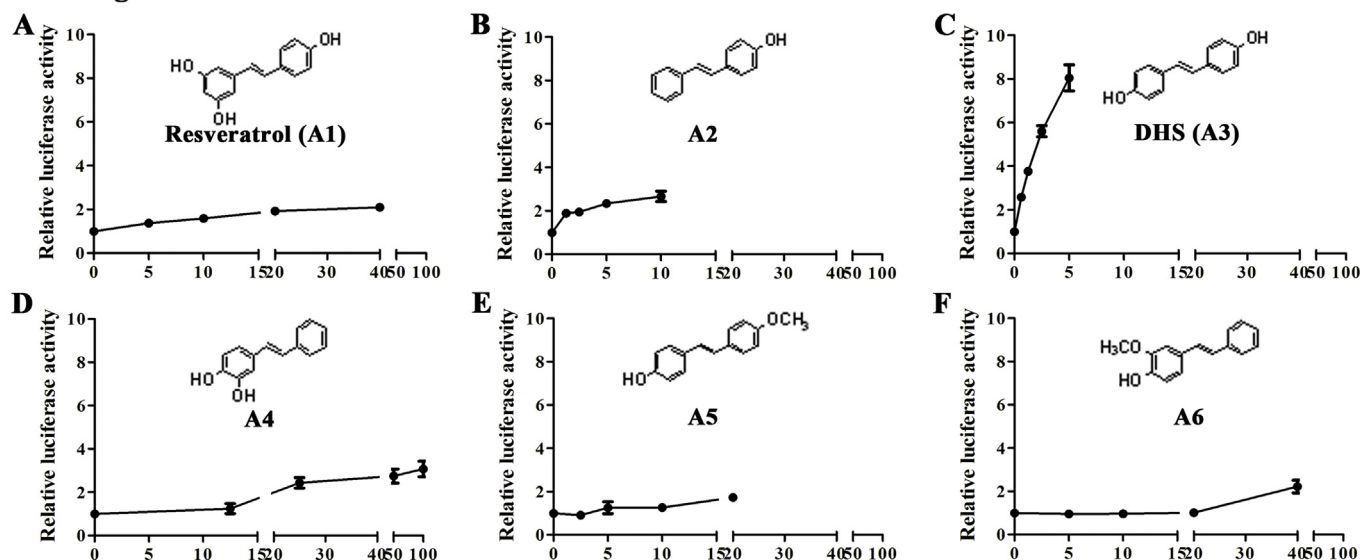 A
Relative luciferase activity
10
8
6
4
2
0
HO
OH
OH
Resveratrol (A1)
0 5 10 15 20 30 40 50 100
B
Relative luciferase activity
10
8
6
4
2
0
OH
A2
0 5 10 15 20 30 40 50 100
C
Relative luciferase activity
10
8
6
4
2
0
OH
HO
DHS (A3)
0 5 10 15 20 30 40 50 100
D
Relative luciferase activity
10
8
6
4
2
0
HO
OH
A4
0 5 10 15 20 30 40 50 100
E
Relative luciferase activity
10
8
6
4
2
0
OCH3
HO
A5
0 5 10 15 20 30 40 50 100
F
Relative luciferase activity
10
8
6
4
2
0
H3CO
HO
A6
0 5 10 15 20 30 40 50 100